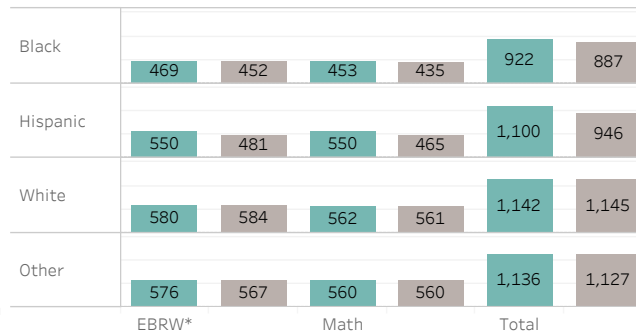 Black
469 452 453 435 922 887
Hispanic
550 481 550 465 1,100 946
White
580 584 562 561 1,142 1,145
Other
576 567 560 560 1,136 1,127
EBRW* Math Total